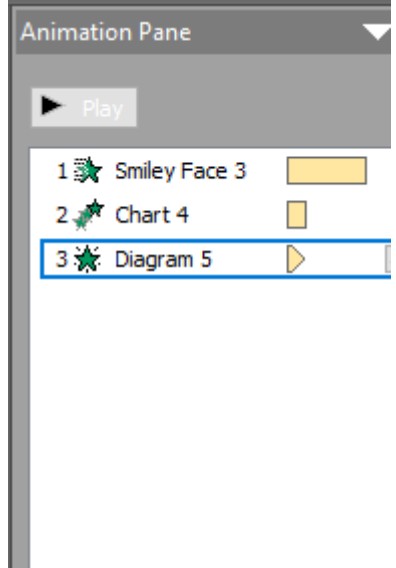 Animation Pane
Play
1 Smiley Face 3
2 Chart 4
3 Diagram 5